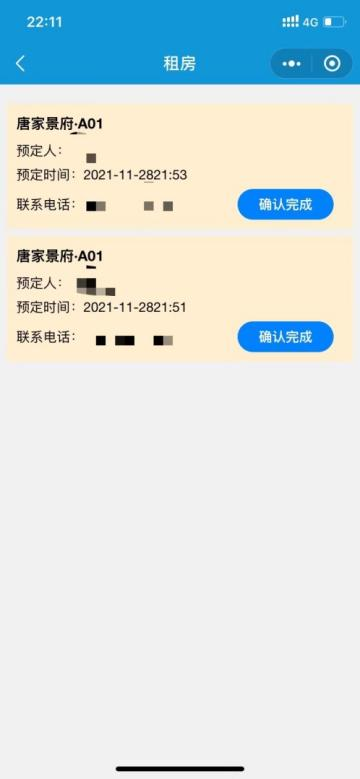 22:11
4G
租房
唐家景府·A01
预定人：
预定时间：2021-11-2821:53
联系电话：
确认完成
唐家景府·A01
预定人：
预定时间：2021-11-2821:51
联系电话：
确认完成